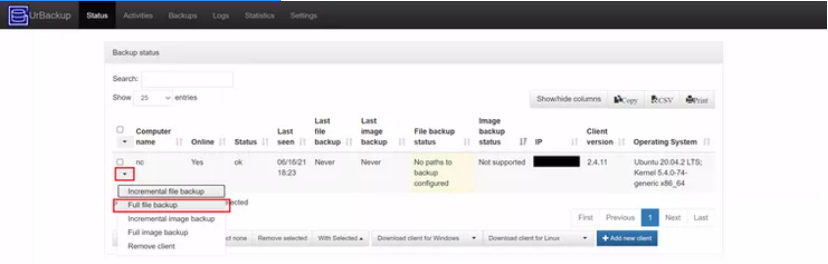 UrBackup Status Activities Backups Logs Statistics Settings
Backup status
Search:
Show 25 entries
Show/hide columns Copy CSV Print
Computer name Online Status Last seen Last file backup Last image backup File backup status Image backup status IP Client version Operating System
nc Yes ok 06/16/21 18:23 Never Never No paths to backup configured Not supported 2.4.11 Ubuntu 20.04.2 LTS; Kernel 5.4.0-74-generic x86_64
Incremental file backup
Full file backup
Incremental image backup
Full image backup
Remove client
First Previous 1 Next Last
none Remove selected With Selected Download client for Windows Download client for Linux + Add new client